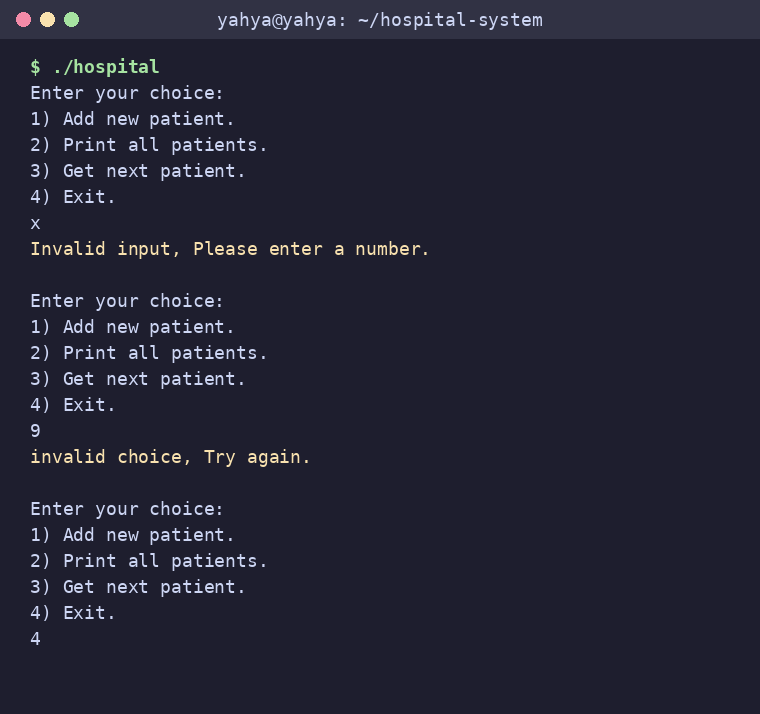 yahya@yahya: ~/hospital-system
$ ./hospital
Enter your choice:
1) Add new patient.
2) Print all patients.
3) Get next patient.
4) Exit.
x
Invalid input, Please enter a number.
Enter your choice:
1) Add new patient.
2) Print all patients.
3) Get next patient.
4) Exit.
9
invalid choice, Try again.
Enter your choice:
1) Add new patient.
2) Print all patients.
3) Get next patient.
4) Exit.
4